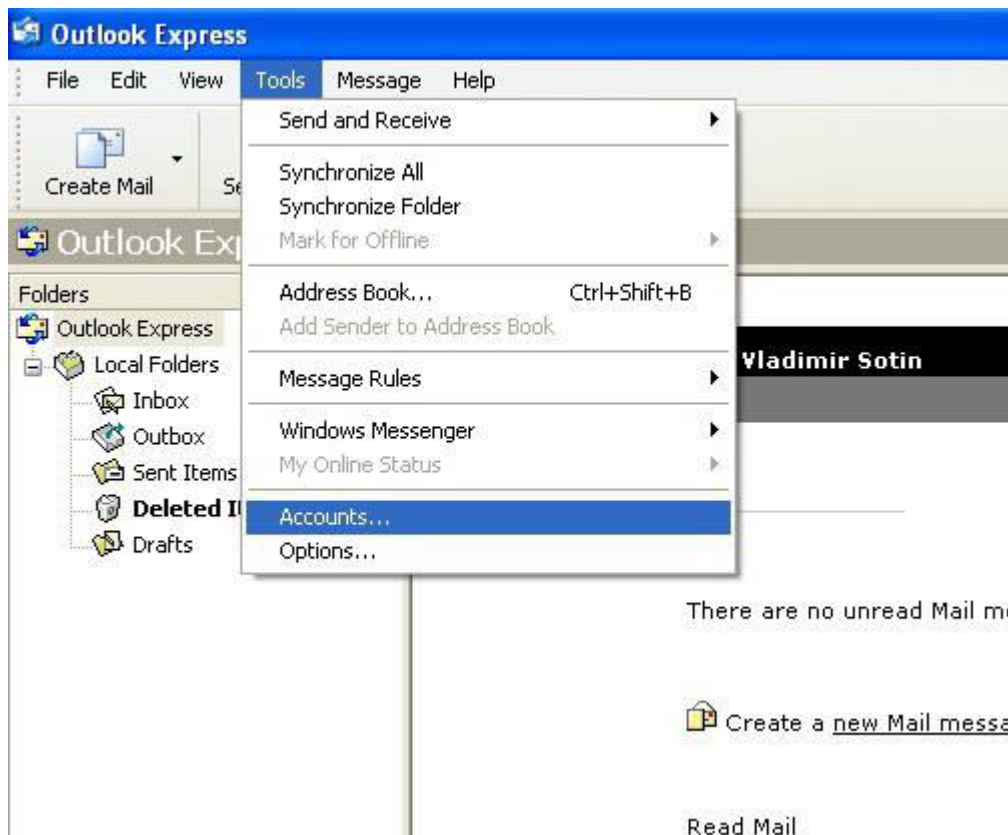 Outlook Express
File Edit View Tools Message Help
Create Mail
Send and Receive
Synchronize All
Synchronize Folder
Mark for Offline
Address Book... Ctrl+Shift+B
Add Sender to Address Book
Message Rules
Windows Messenger
My Online Status
Accounts...
Options...
Outlook
Folders
Outlook Express
Local Folders
Inbox
Outbox
Sent Items
Deleted
Drafts
Vladimir Sotin
There are no unread Mail
Create a new Mail
Read Mail